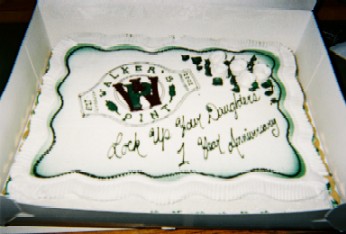 WALKER'S
W
PINT
Lock Up Your Daughters
1 Year Anniversary